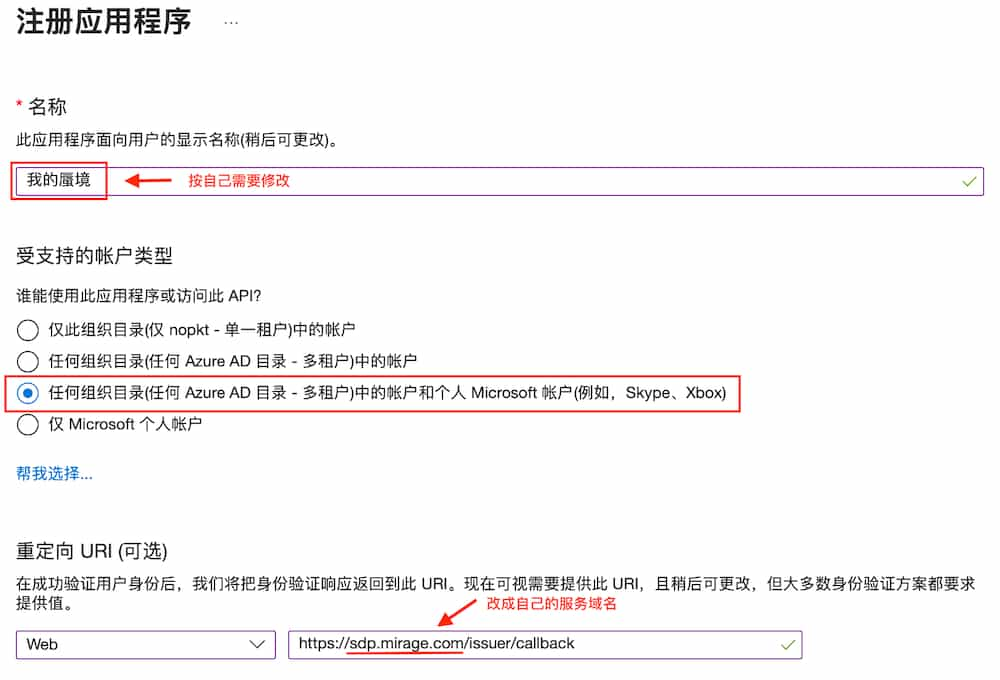 注册应用程序 ...
* 名称
此应用程序面向用户的显示名称(稍后可更改)。
我的蜃境 按自己需要修改
受支持的帐户类型
谁能使用此应用程序或访问此 API?
仅此组织目录(仅 nopkt - 单一租户)中的帐户
任何组织目录(任何 Azure AD 目录 - 多租户)中的帐户
任何组织目录(任何 Azure AD 目录 - 多租户)中的帐户和个人 Microsoft 帐户(例如，Skype、Xbox)
仅 Microsoft 个人帐户
帮我选择...
重定向 URI (可选)
在成功验证用户身份后，我们将把身份验证响应返回到此 URI。现在可视需要提供此 URI，且稍后可更改，但大多数身份验证方案都要求
提供值。
改成自己的服务域名
Web https://sdp.mirage.com/issuer/callback